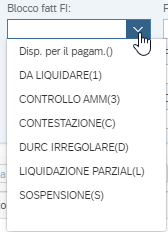 Blocco fatt FI:
Disp. per il pagam.()
DA LIQUIDARE(1)
CONTROLLO AMM(3)
CONTESTAZIONE(C)
DURC IRREGOLARE(D)
LIQUIDAZIONE PARZIAL(L)
SOSPENSIONE(S)